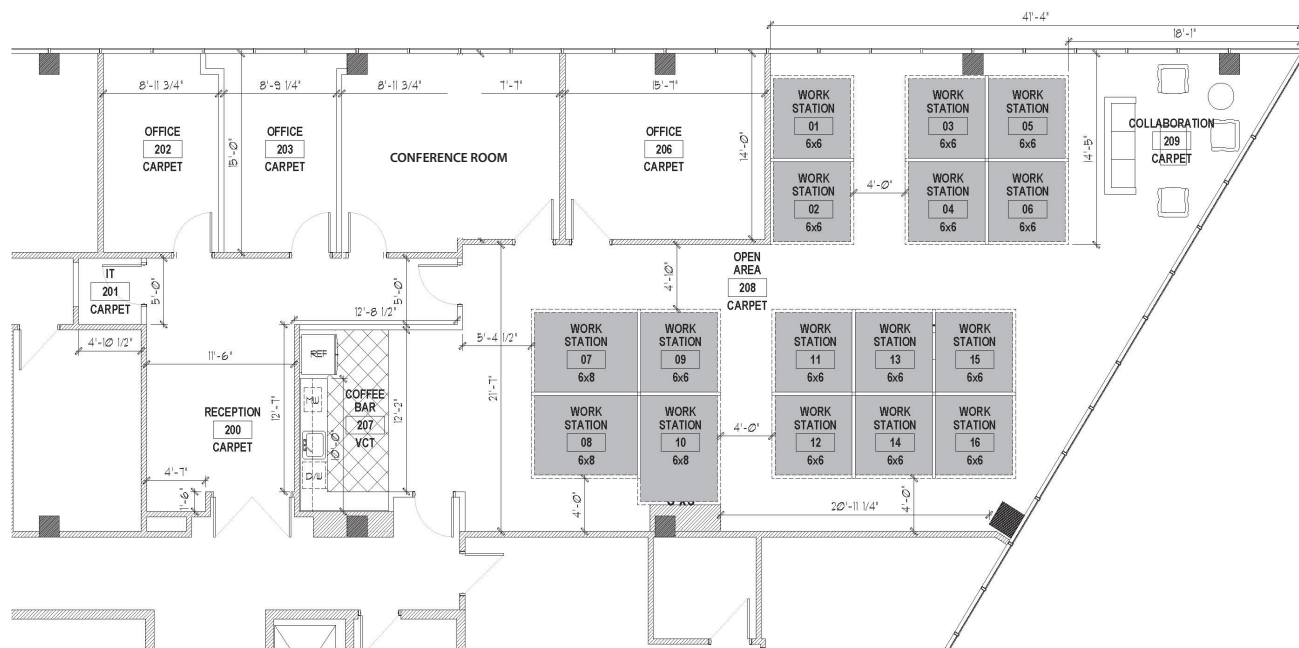 41'-4"
18'-1"
8'-11 3/4"
8'-9 1/4"
8'-11 3/4"
7'-7"
15'-7"
OFFICE
202
CARPET
15'-0"
OFFICE
203
CARPET
CONFERENCE ROOM
OFFICE
206
CARPET
14'-0"
WORK
STATION
01
6x6
WORK
STATION
02
6x6
4'-0"
WORK
STATION
03
6x6
WORK
STATION
04
6x6
WORK
STATION
05
6x6
WORK
STATION
06
6x6
14'-5"
COLLABORATION
209
CARPET
IT
201
CARPET
5'-0"
4'-10 1/2"
11'-6"
12'-8 1/2"
5'-0"
5'-4 1/2"
21'-7"
4'-10"
OPEN
AREA
208
CARPET
RECEPTION
200
CARPET
12'-7"
4'-7"
1'-6"
REF
COFFEE
BAR
207
VCT
10'-0"
12'-2"
WORK
STATION
07
6x8
WORK
STATION
08
6x8
WORK
STATION
09
6x6
WORK
STATION
10
6x8
4'-0"
4'-0"
WORK
STATION
11
6x6
WORK
STATION
12
6x6
WORK
STATION
13
6x6
WORK
STATION
14
6x6
WORK
STATION
15
6x6
WORK
STATION
16
6x6
20'-11 1/4"
4'-0"